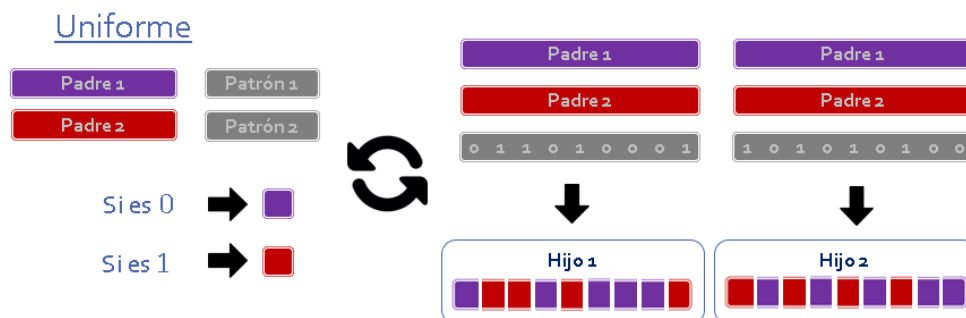 Uniforme
Padre 1
Patrón 1
Padre 2
Patrón 2
Si es 0
Si es 1
Padre 1
Padre 2
0 1 1 0 1 0 0 0 1
Hijo 1
Padre 1
Padre 2
1 0 1 0 1 0 1 0 0
Hijo 2